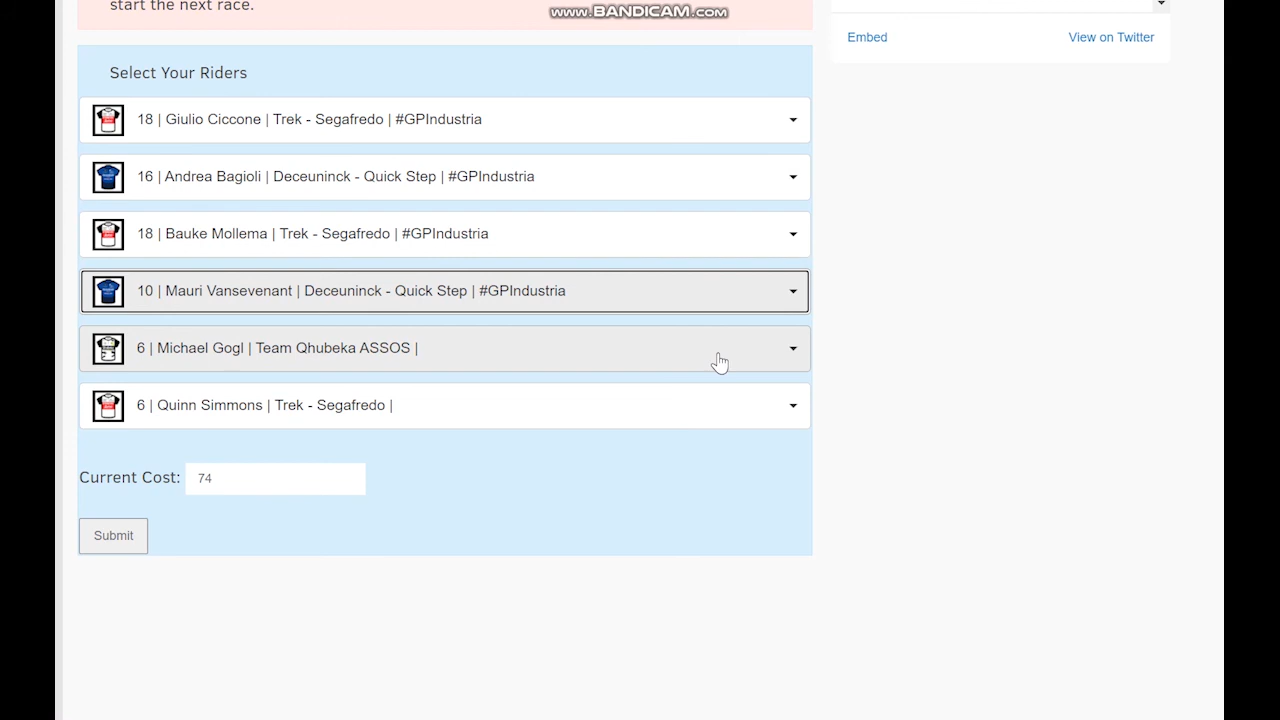 start the next race.
www.BANDICAM.com
Embed
View on Twitter
Select Your Riders
18 | Giulio Ciccone | Trek - Segafredo | #GPIndustria
16 | Andrea Bagioli | Deceuninck - Quick Step | #GPIndustria
18 | Bauke Mollema | Trek - Segafredo | #GPIndustria
10 | Mauri Vansevenant | Deceuninck - Quick Step | #GPIndustria
6 | Michael Gogl | Team Qhubeka ASSOS |
6 | Quinn Simmons | Trek - Segafredo |
Current Cost: 74
Submit